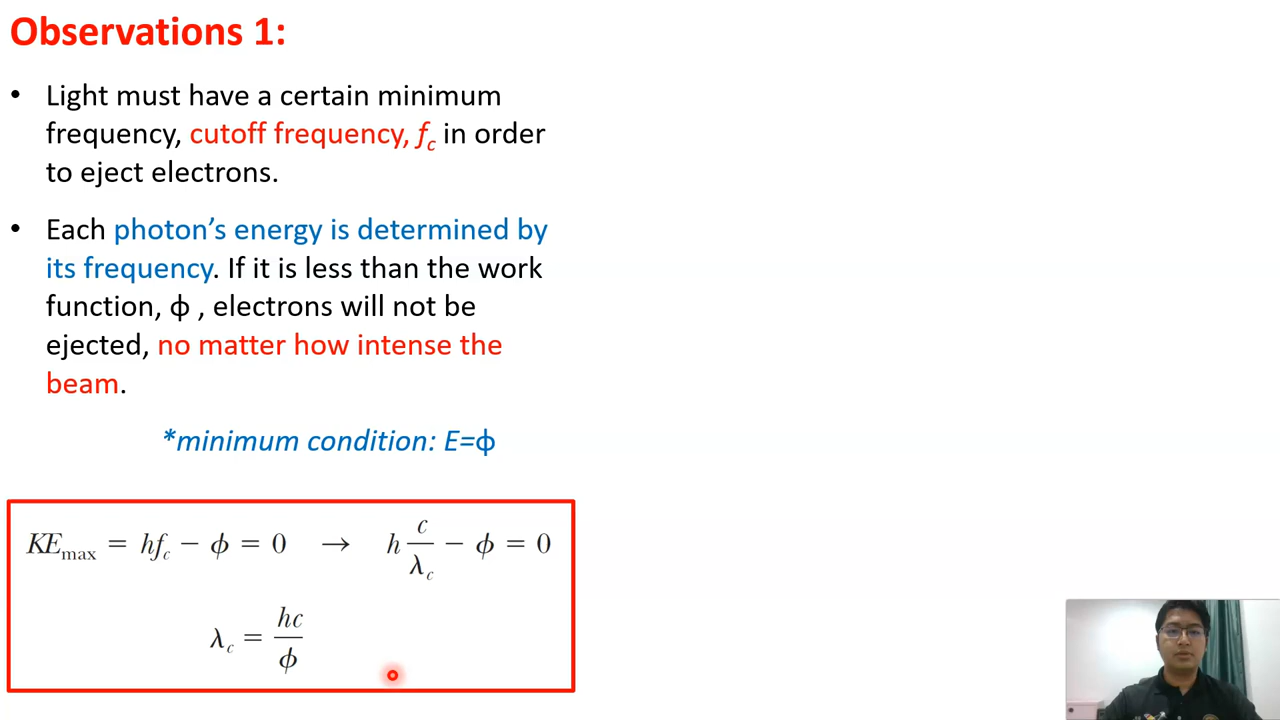 Observations 1:
• Light must have a certain minimum
frequency, cutoff frequency, f_c in order
to eject electrons.
• Each photon’s energy is determined by
its frequency. If it is less than the work
function, ϕ , electrons will not be
ejected, no matter how intense the
beam.
*minimum condition: E=ϕ
KE_max = hf_c − ϕ = 0 → h c/λ_c − ϕ = 0
λ_c = hc/ϕ